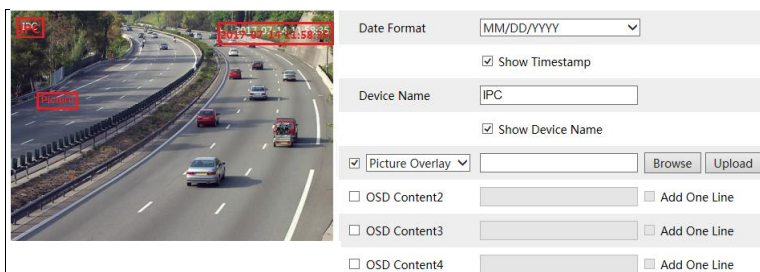 IPC
2017-07-14 11:58:35
Picture
Date Format MM/DD/YYYY
Show Timestamp
Device Name IPC
Show Device Name
Picture Overlay Browse Upload
OSD Content2 Add One Line
OSD Content3 Add One Line
OSD Content4 Add One Line